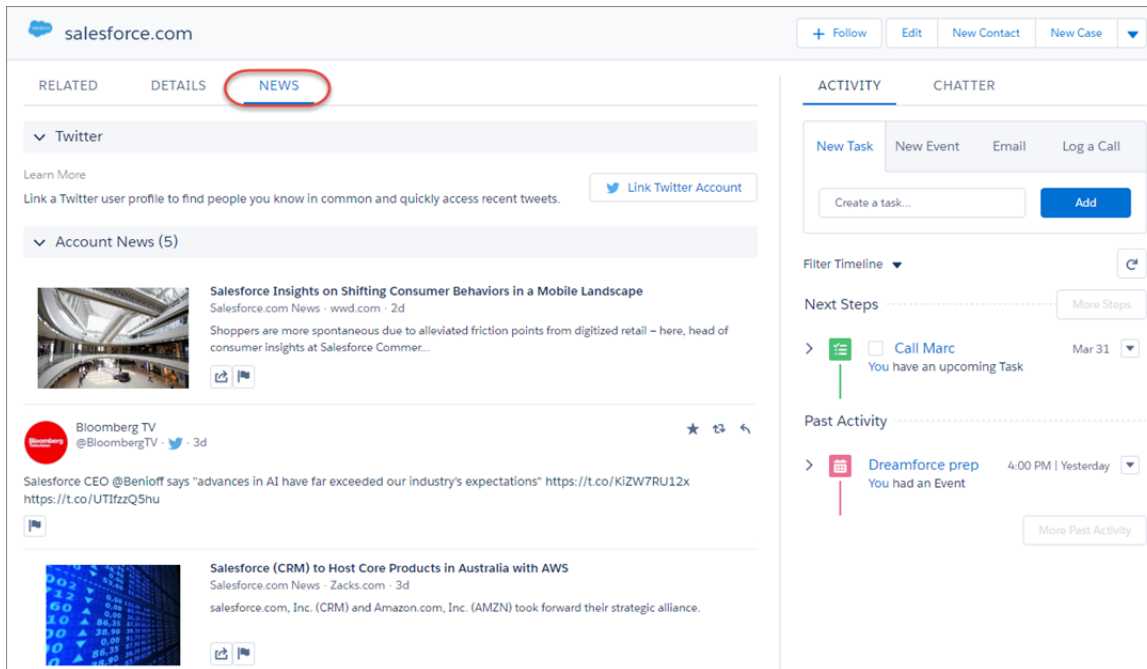 salesforce.com
+ Follow
Edit
New Contact
New Case
RELATED
DETAILS
NEWS
Twitter
Learn More
Link a Twitter user profile to find people you know in common and quickly access recent tweets.
Link Twitter Account
Account News (5)
Salesforce Insights on Shifting Consumer Behaviors in a Mobile Landscape
Salesforce.com News · wwd.com · 2d
Shoppers are more spontaneous due to alleviated friction points from digitized retail – here, head of
consumer insights at Salesforce Commer...
Bloomberg TV
@BloombergTV · 3d
Salesforce CEO @Benioff says "advances in AI have far exceeded our industry's expectations" https://t.co/KiZW7RU12x
https://t.co/UTIfzzQ5hu
Salesforce (CRM) to Host Core Products in Australia with AWS
Salesforce.com News · Zacks.com · 3d
salesforce.com, Inc. (CRM) and Amazon.com, Inc. (AMZN) took forward their strategic alliance.
ACTIVITY
CHATTER
New Task
New Event
Email
Log a Call
Create a task...
Add
Filter Timeline
Next Steps
More Steps
Call Marc
Mar 31
You have an upcoming Task
Past Activity
Dreamforce prep
4:00 PM | Yesterday
You had an Event
More Past Activity